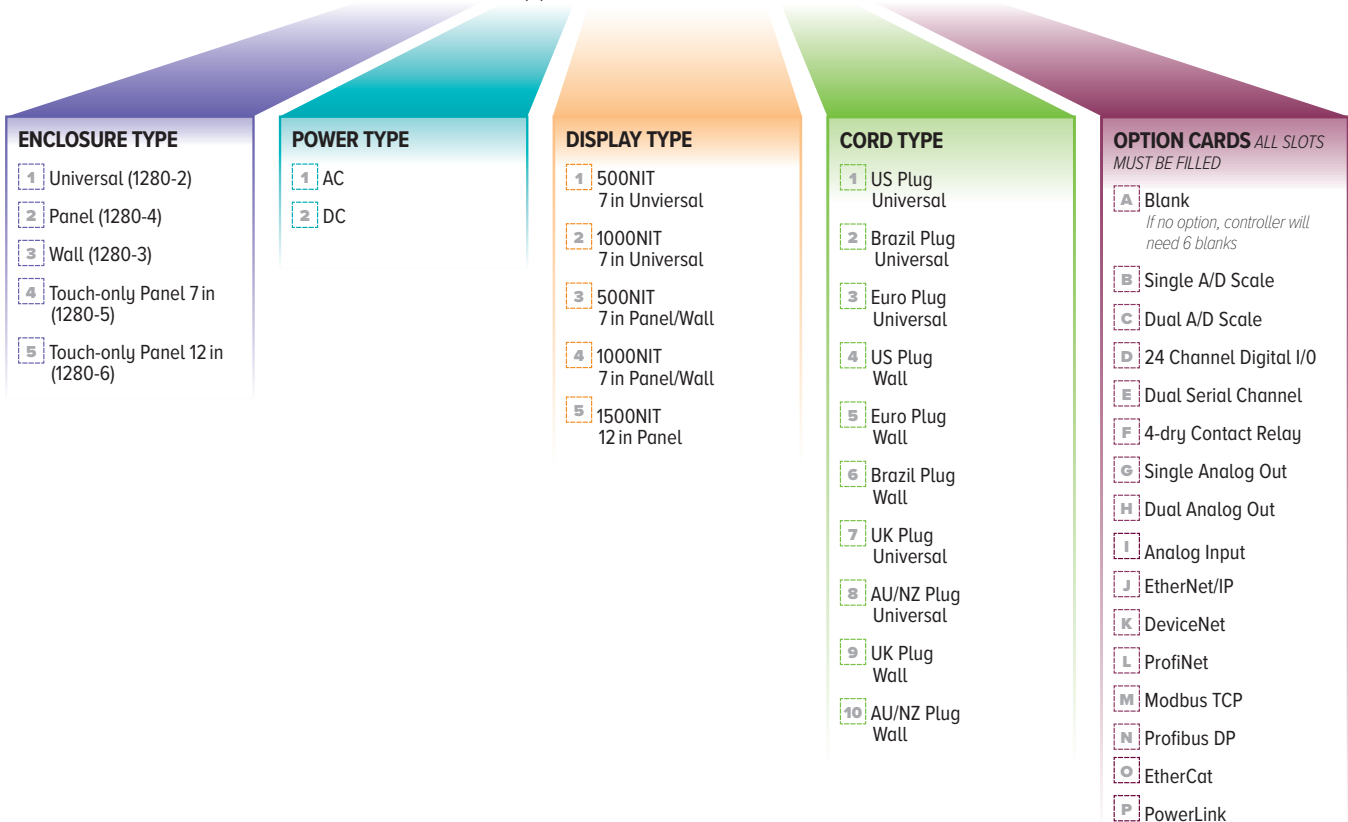 ENCLOSURE TYPE
1 Universal (1280-2)
2 Panel (1280-4)
3 Wall (1280-3)
4 Touch-only Panel 7 in
(1280-5)
5 Touch-only Panel 12 in
(1280-6)
POWER TYPE
1 AC
2 DC
DISPLAY TYPE
1 500NIT
7 in Unviersal
2 1000NIT
7 in Universal
3 500NIT
7 in Panel/Wall
4 1000NIT
7 in Panel/Wall
5 1500NIT
12 in Panel
CORD TYPE
1 US Plug
Universal
2 Brazil Plug
Universal
3 Euro Plug
Universal
4 US Plug
Wall
5 Euro Plug
Wall
6 Brazil Plug
Wall
7 UK Plug
Universal
8 AU/NZ Plug
Universal
9 UK Plug
Wall
10 AU/NZ Plug
Wall
OPTION CARDS ALL SLOTS
MUST BE FILLED
A Blank
If no option, controller will
need 6 blanks
B Single A/D Scale
C Dual A/D Scale
D 24 Channel Digital I/0
E Dual Serial Channel
F 4-dry Contact Relay
G Single Analog Out
H Dual Analog Out
I Analog Input
J EtherNet/IP
K DeviceNet
L ProfiNet
M Modbus TCP
N Profibus DP
O EtherCat
P PowerLink